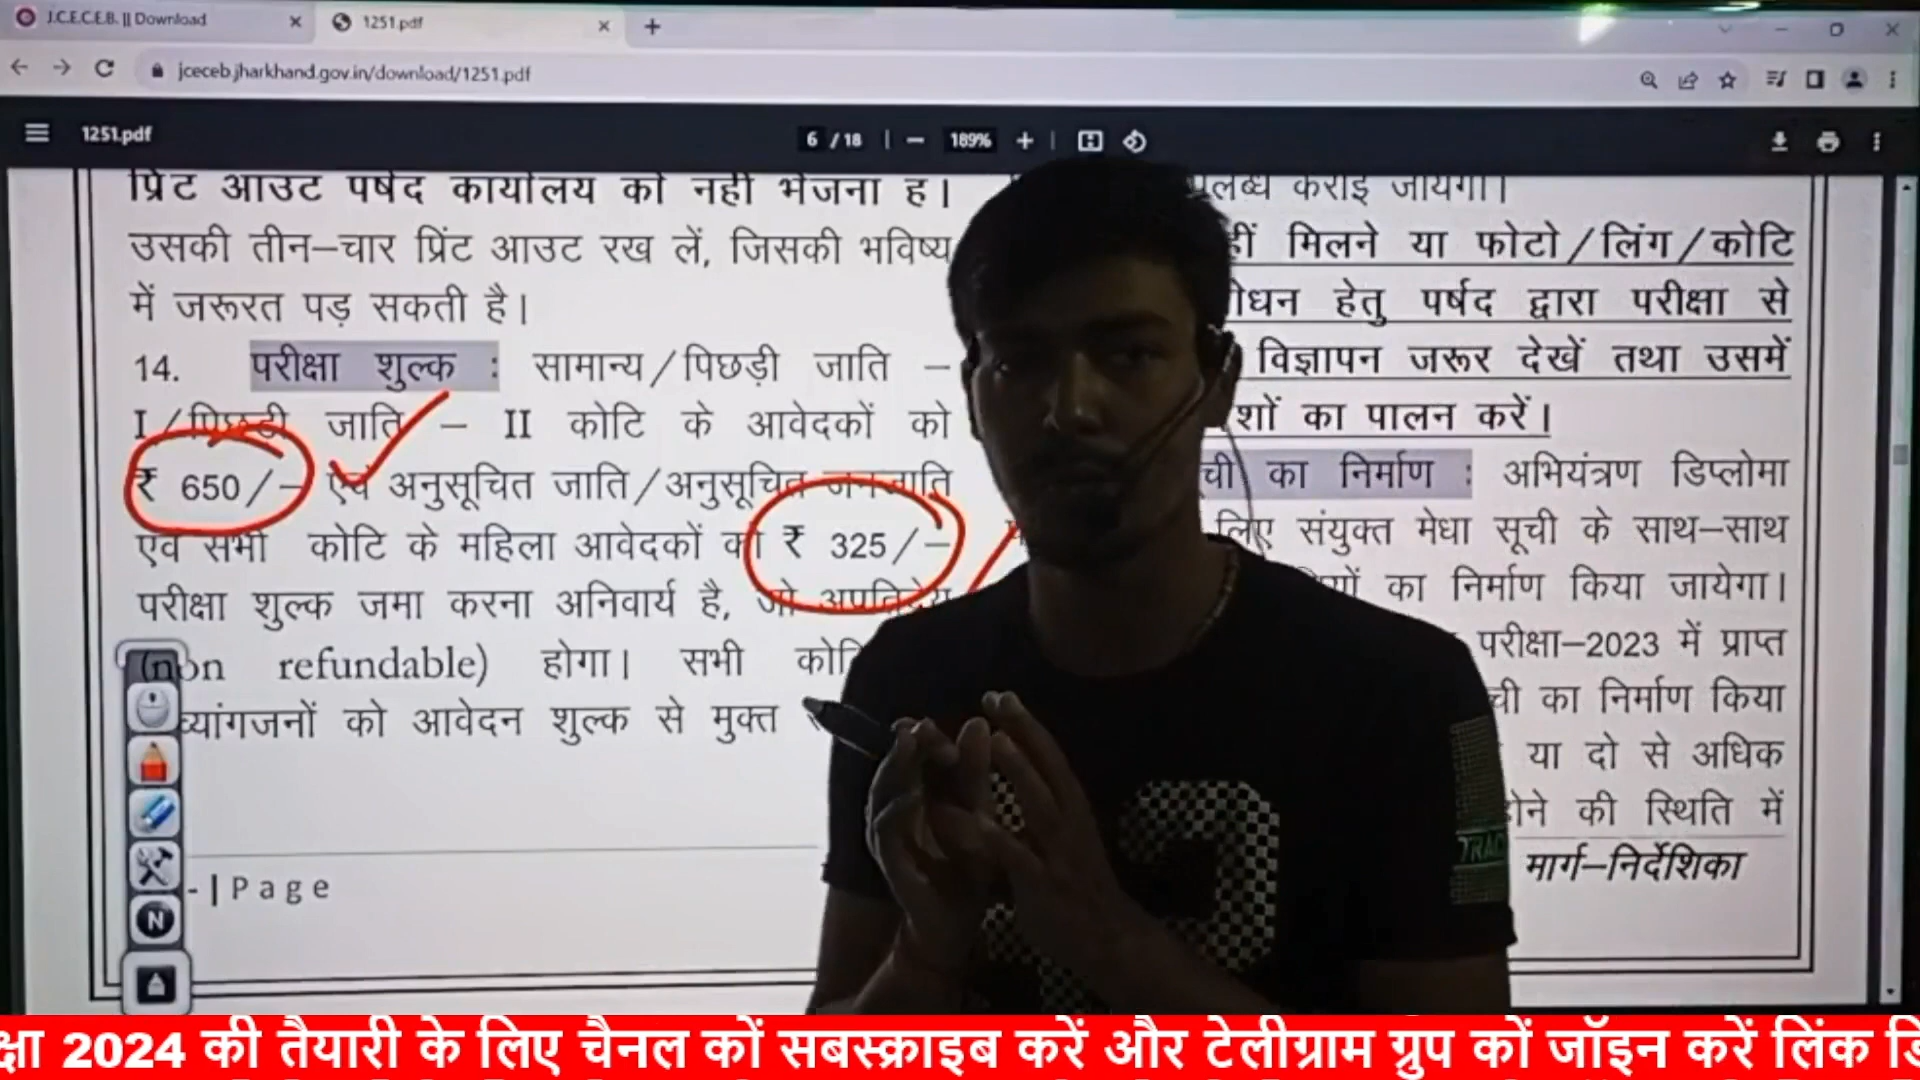 J.C.E.C.E.B. || Download
1251.pdf
jceceb.jharkhand.gov.in/download/1251.pdf
1251.pdf
6 / 18
189%
प्रिंट आउट पर्षद कार्यालय को नहीं भेजना है।
उसकी तीन–चार प्रिंट आउट रख लें, जिसकी भविष्य
में जरूरत पड़ सकती है।
14. परीक्षा शुल्क : सामान्य/पिछड़ी जाति –
I/पिछड़ी जाति – II कोटि के आवेदकों को
₹ 650/– एवं अनुसूचित जाति/अनुसूचित जनजाति
एवं सभी कोटि के महिला आवेदकों को ₹ 325/–
परीक्षा शुल्क जमा करना अनिवार्य है, जो अप्रतिदेय
(non refundable) होगा। सभी
को आवेदन शुल्क से मुक्त
- | Page
कराई जायेगी।
मिलने या फोटो/लिंग/कोटि
हेतु पर्षद द्वारा परीक्षा से
विज्ञापन जरूर देखें तथा उसमें
का पालन करें।
का निर्माण : अभियंत्रण डिप्लोमा
लिए संयुक्त मेधा सूची के साथ–साथ
का निर्माण किया जायेगा।
परीक्षा–2023 में प्राप्त
का निर्माण किया
या दो से अधिक
की स्थिति में
मार्ग–निर्देशिका
N
क्षा 2024 की तैयारी के लिए चैनल कों सबस्क्राइब करें और टेलीग्राम ग्रुप कों जॉइन करें लिंक डि